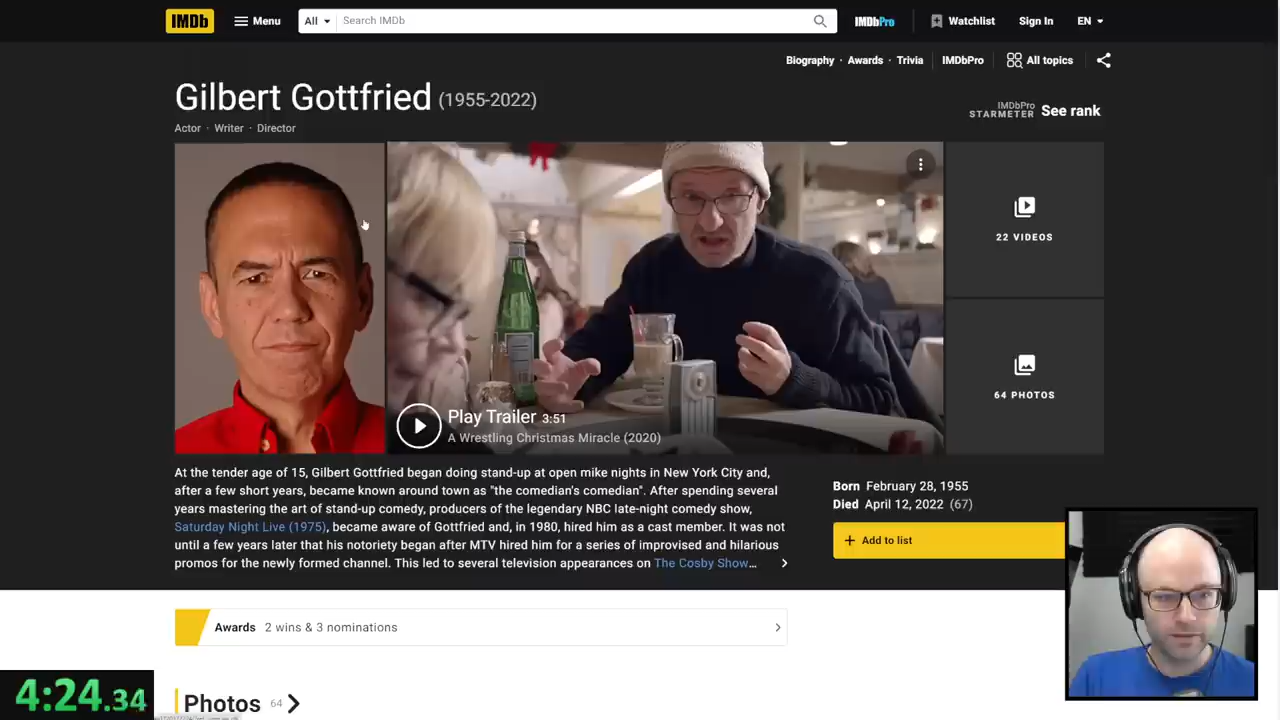 IMDb
Menu
All
Search IMDb
IMDbPro
Watchlist
Sign In
EN
Biography · Awards · Trivia
IMDbPro
All topics
Gilbert Gottfried (1955-2022)
Actor · Writer · Director
IMDbPro
STARMETER
See rank
22 VIDEOS
64 PHOTOS
Play Trailer 3:51
A Wrestling Christmas Miracle (2020)
At the tender age of 15, Gilbert Gottfried began doing stand-up at open mike nights in New York City and,
after a few short years, became known around town as "the comedian's comedian". After spending several
years mastering the art of stand-up comedy, producers of the legendary NBC late-night comedy show,
Saturday Night Live (1975), became aware of Gottfried and, in 1980, hired him as a cast member. It was not
until a few years later that his notoriety began after MTV hired him for a series of improvised and hilarious
promos for the newly formed channel. This led to several television appearances on The Cosby Show...
Born February 28, 1955
Died April 12, 2022 (67)
+ Add to list
Awards 2 wins & 3 nominations
Photos 64
4:24.34